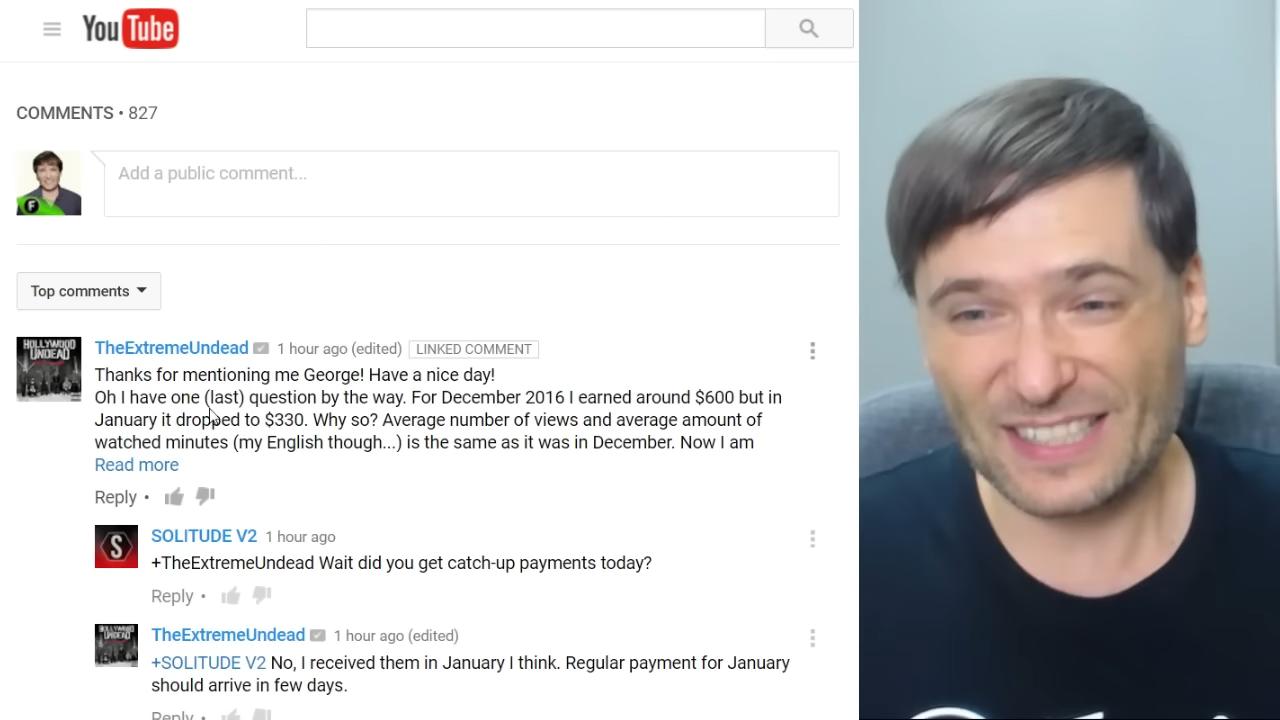 YouTube
COMMENTS • 827
Add a public comment...
Top comments
TheExtremeUndead 1 hour ago (edited) LINKED COMMENT
Thanks for mentioning me George! Have a nice day!
Oh I have one (last) question by the way. For December 2016 I earned around $600 but in
January it dropped to $330. Why so? Average number of views and average amount of
watched minutes (my English though...) is the same as it was in December. Now I am
Read more
Reply •
SOLITUDE V2 1 hour ago
+TheExtremeUndead Wait did you get catch-up payments today?
Reply •
TheExtremeUndead 1 hour ago (edited)
+SOLITUDE V2 No, I received them in January I think. Regular payment for January
should arrive in few days.
Reply •
HOLLYWOOD
UNDEAD
S
F